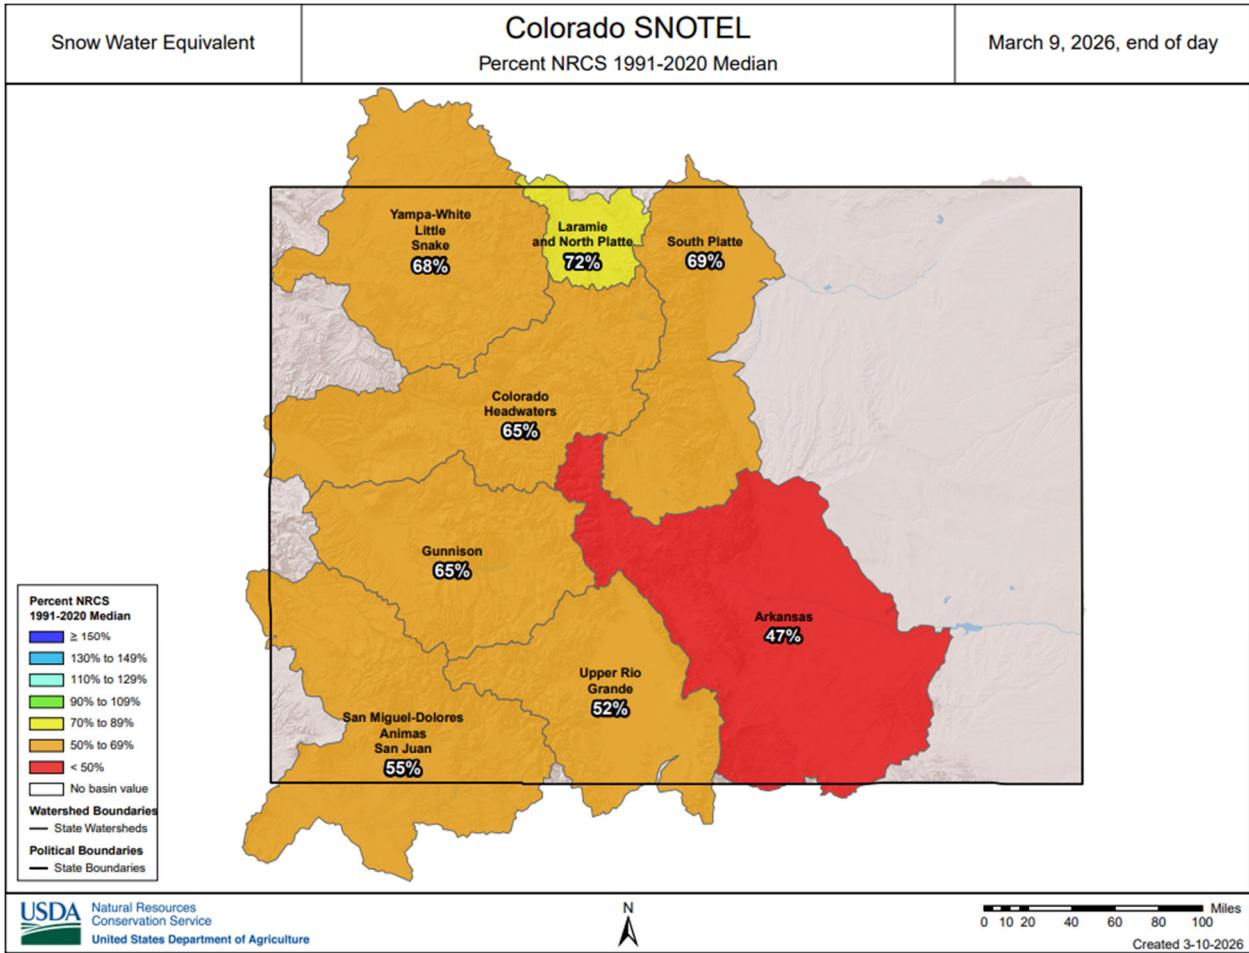 Snow Water Equivalent
Colorado SNOTEL
Percent NRCS 1991-2020 Median
March 9, 2026, end of day
Yampa-White
Little
Snake
68%
Laramie
and North Platte
72%
South Platte
69%
Colorado
Headwaters
65%
Gunnison
65%
Arkansas
47%
Upper Rio
Grande
52%
San Miguel-Dolores
Animas
San Juan
55%
Percent NRCS
1991-2020 Median
≥ 150%
130% to 149%
110% to 129%
90% to 109%
70% to 89%
50% to 69%
< 50%
No basin value
Watershed Boundaries
State Watersheds
Political Boundaries
State Boundaries
USDA
Natural Resources
Conservation Service
United States Department of Agriculture
N
Miles
0 10 20 40 60 80 100
Created 3-10-2026